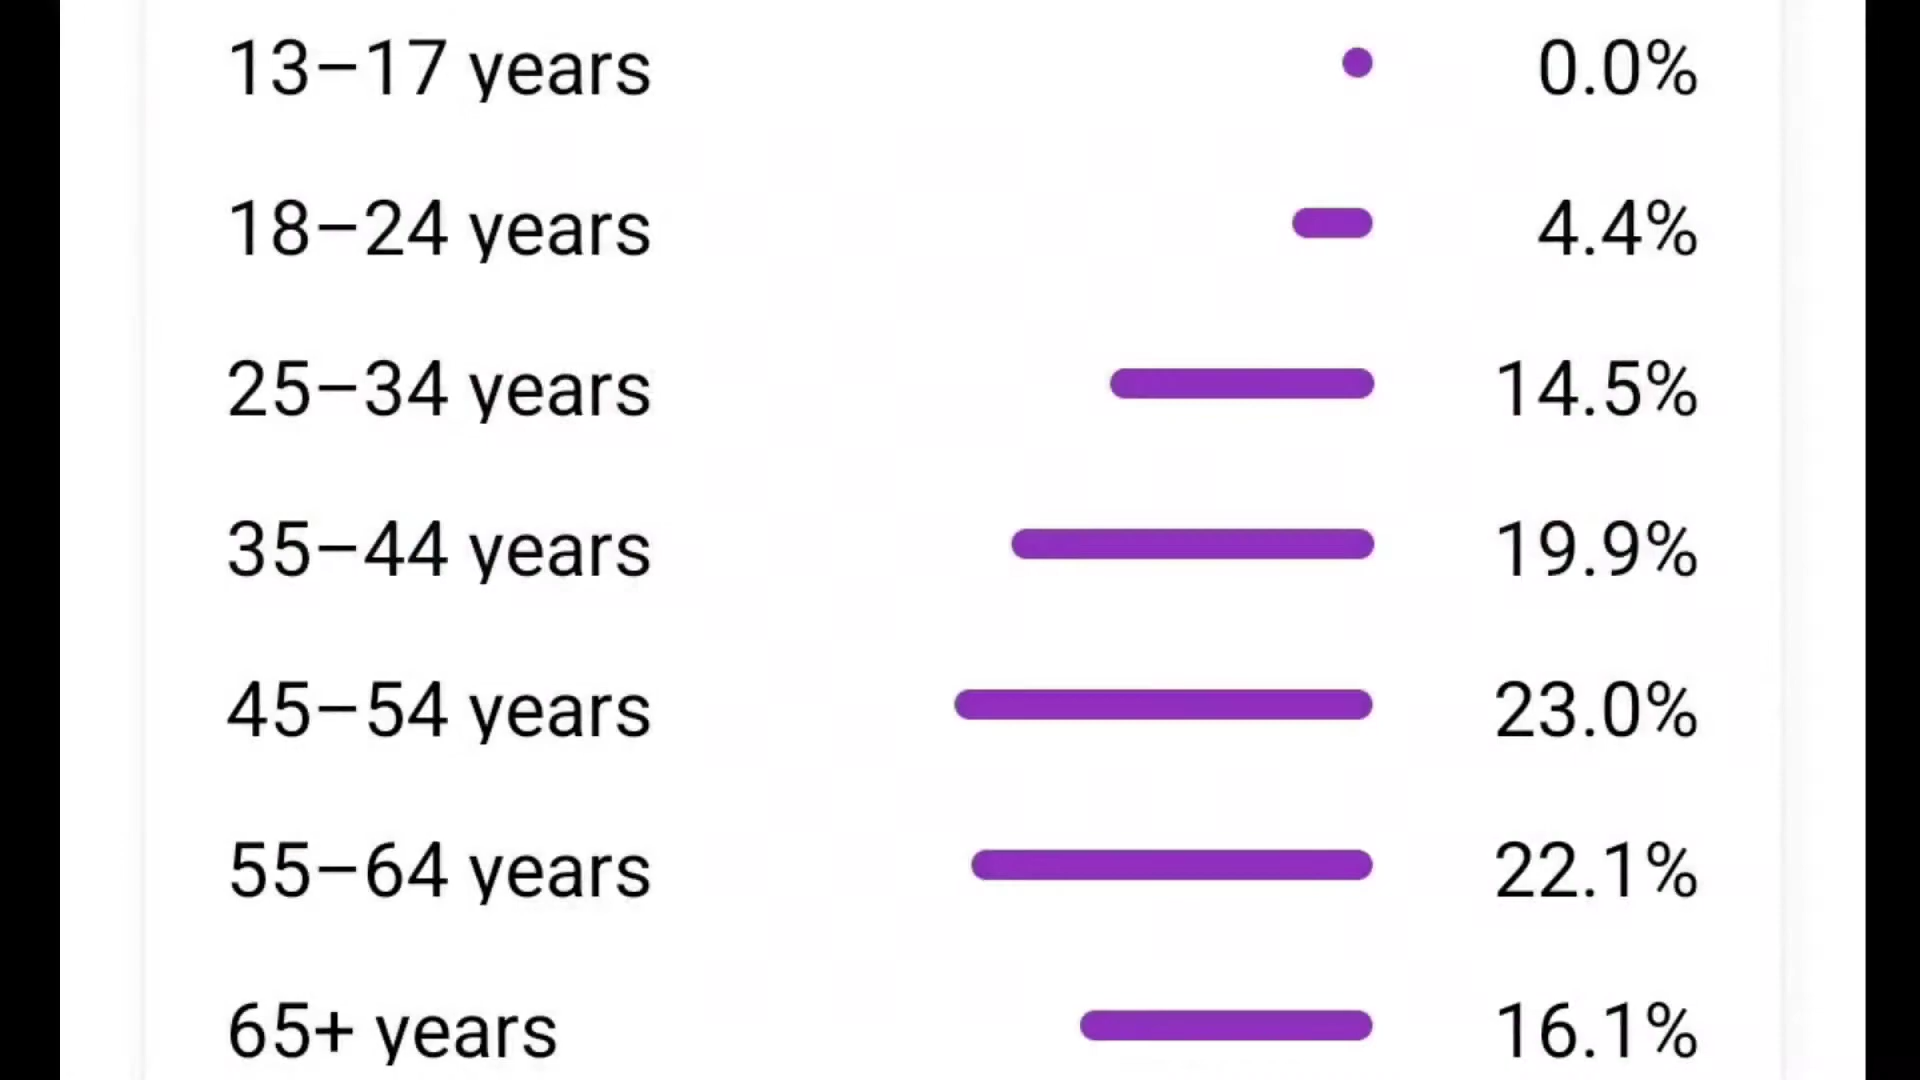 13–17 years 0.0%
18–24 years 4.4%
25–34 years 14.5%
35–44 years 19.9%
45–54 years 23.0%
55–64 years 22.1%
65+ years 16.1%